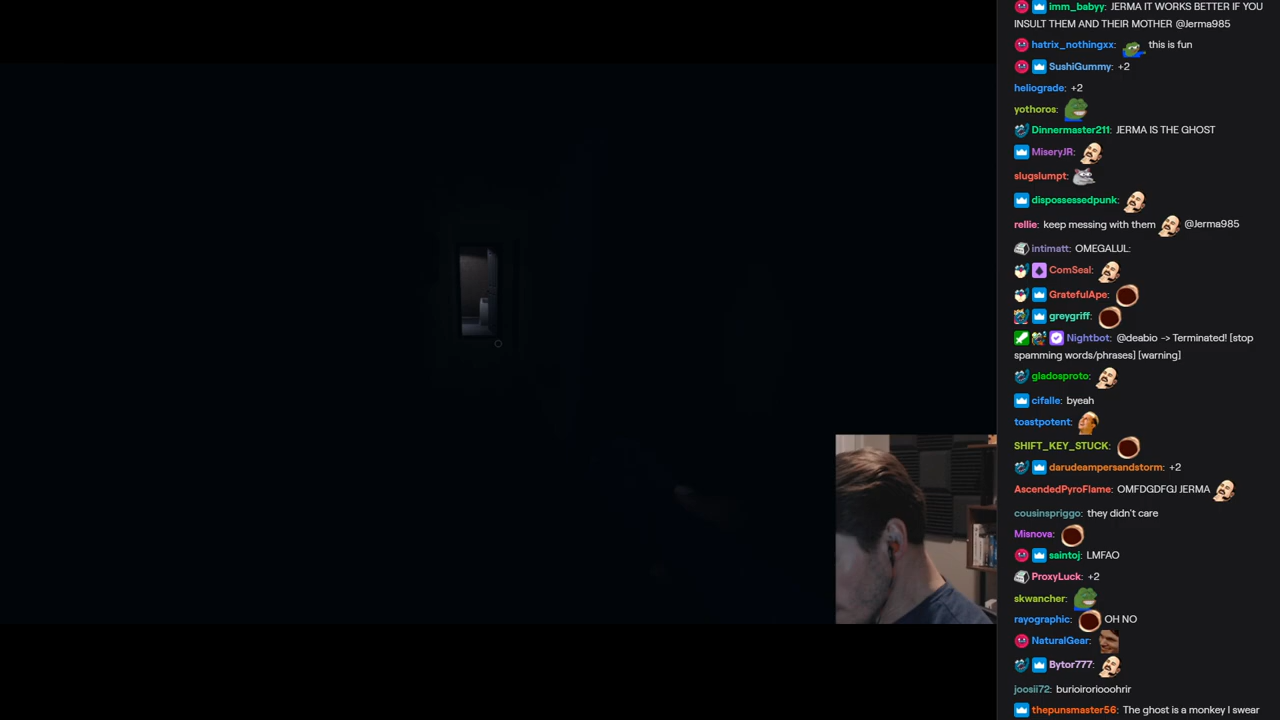 imm_babyy: JERMA IT WORKS BETTER IF YOU
INSULT THEM AND THEIR MOTHER @Jerma985
hatrix_nothingxx: this is fun
SushiGummy: +2
heliograde: +2
yothoros:
Dinnermaster211: JERMA IS THE GHOST
MiseryJR:
slugslumpt:
dispossessedpunk:
rellie: keep messing with them @Jerma985
intimatt: OMEGALUL:
ComSeal:
GratefulApe:
greygriff:
Nightbot: @deabio -> Terminated! [stop
spamming words/phrases] [warning]
gladosproto:
cifalle: byeah
toastpotent:
SHIFT_KEY_STUCK:
darudeampersandstorm: +2
AscendedPyroFlame: OMFDGDFGJ JERMA
cousinspriggo: they didn't care
Misnova:
saintoj: LMFAO
ProxyLuck: +2
skwancher:
rayographic: OH NO
NaturalGear:
Bytor777:
joosii72: burioiroriooohrir
thepunsmaster56: The ghost is a monkey I swear